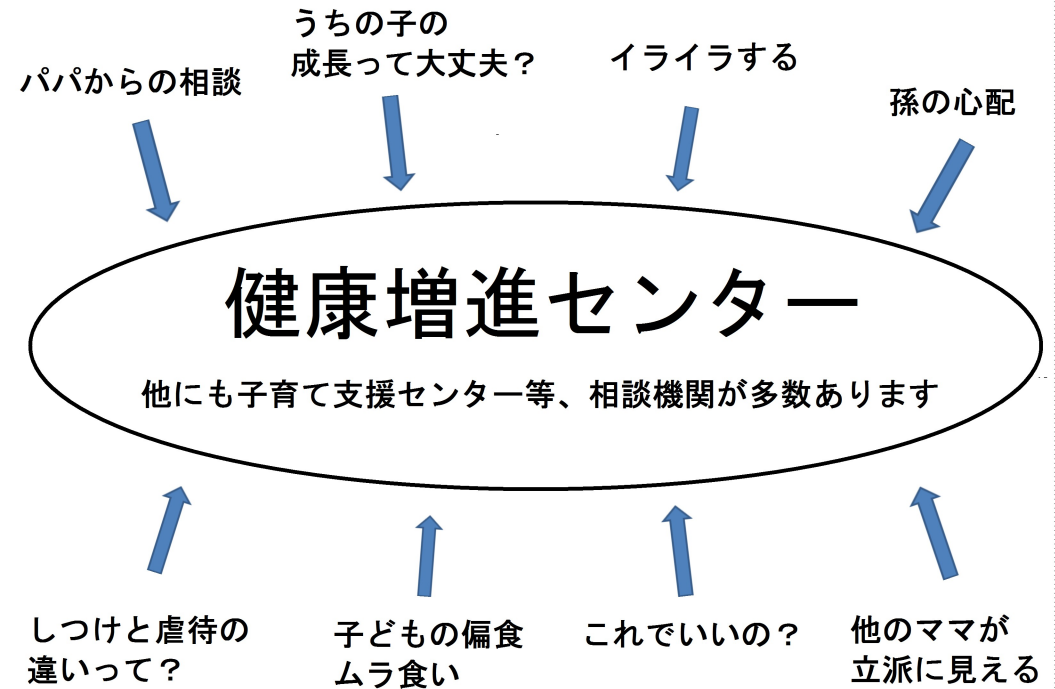 パパからの相談
うちの子の
成長って大丈夫？
イライラする
孫の心配
健康増進センター
他にも子育て支援センター等、相談機関が多数あります
しつけと虐待の
違いって？
子どもの偏食
ムラ食い
これでいいの？
他のママが
立派に見える